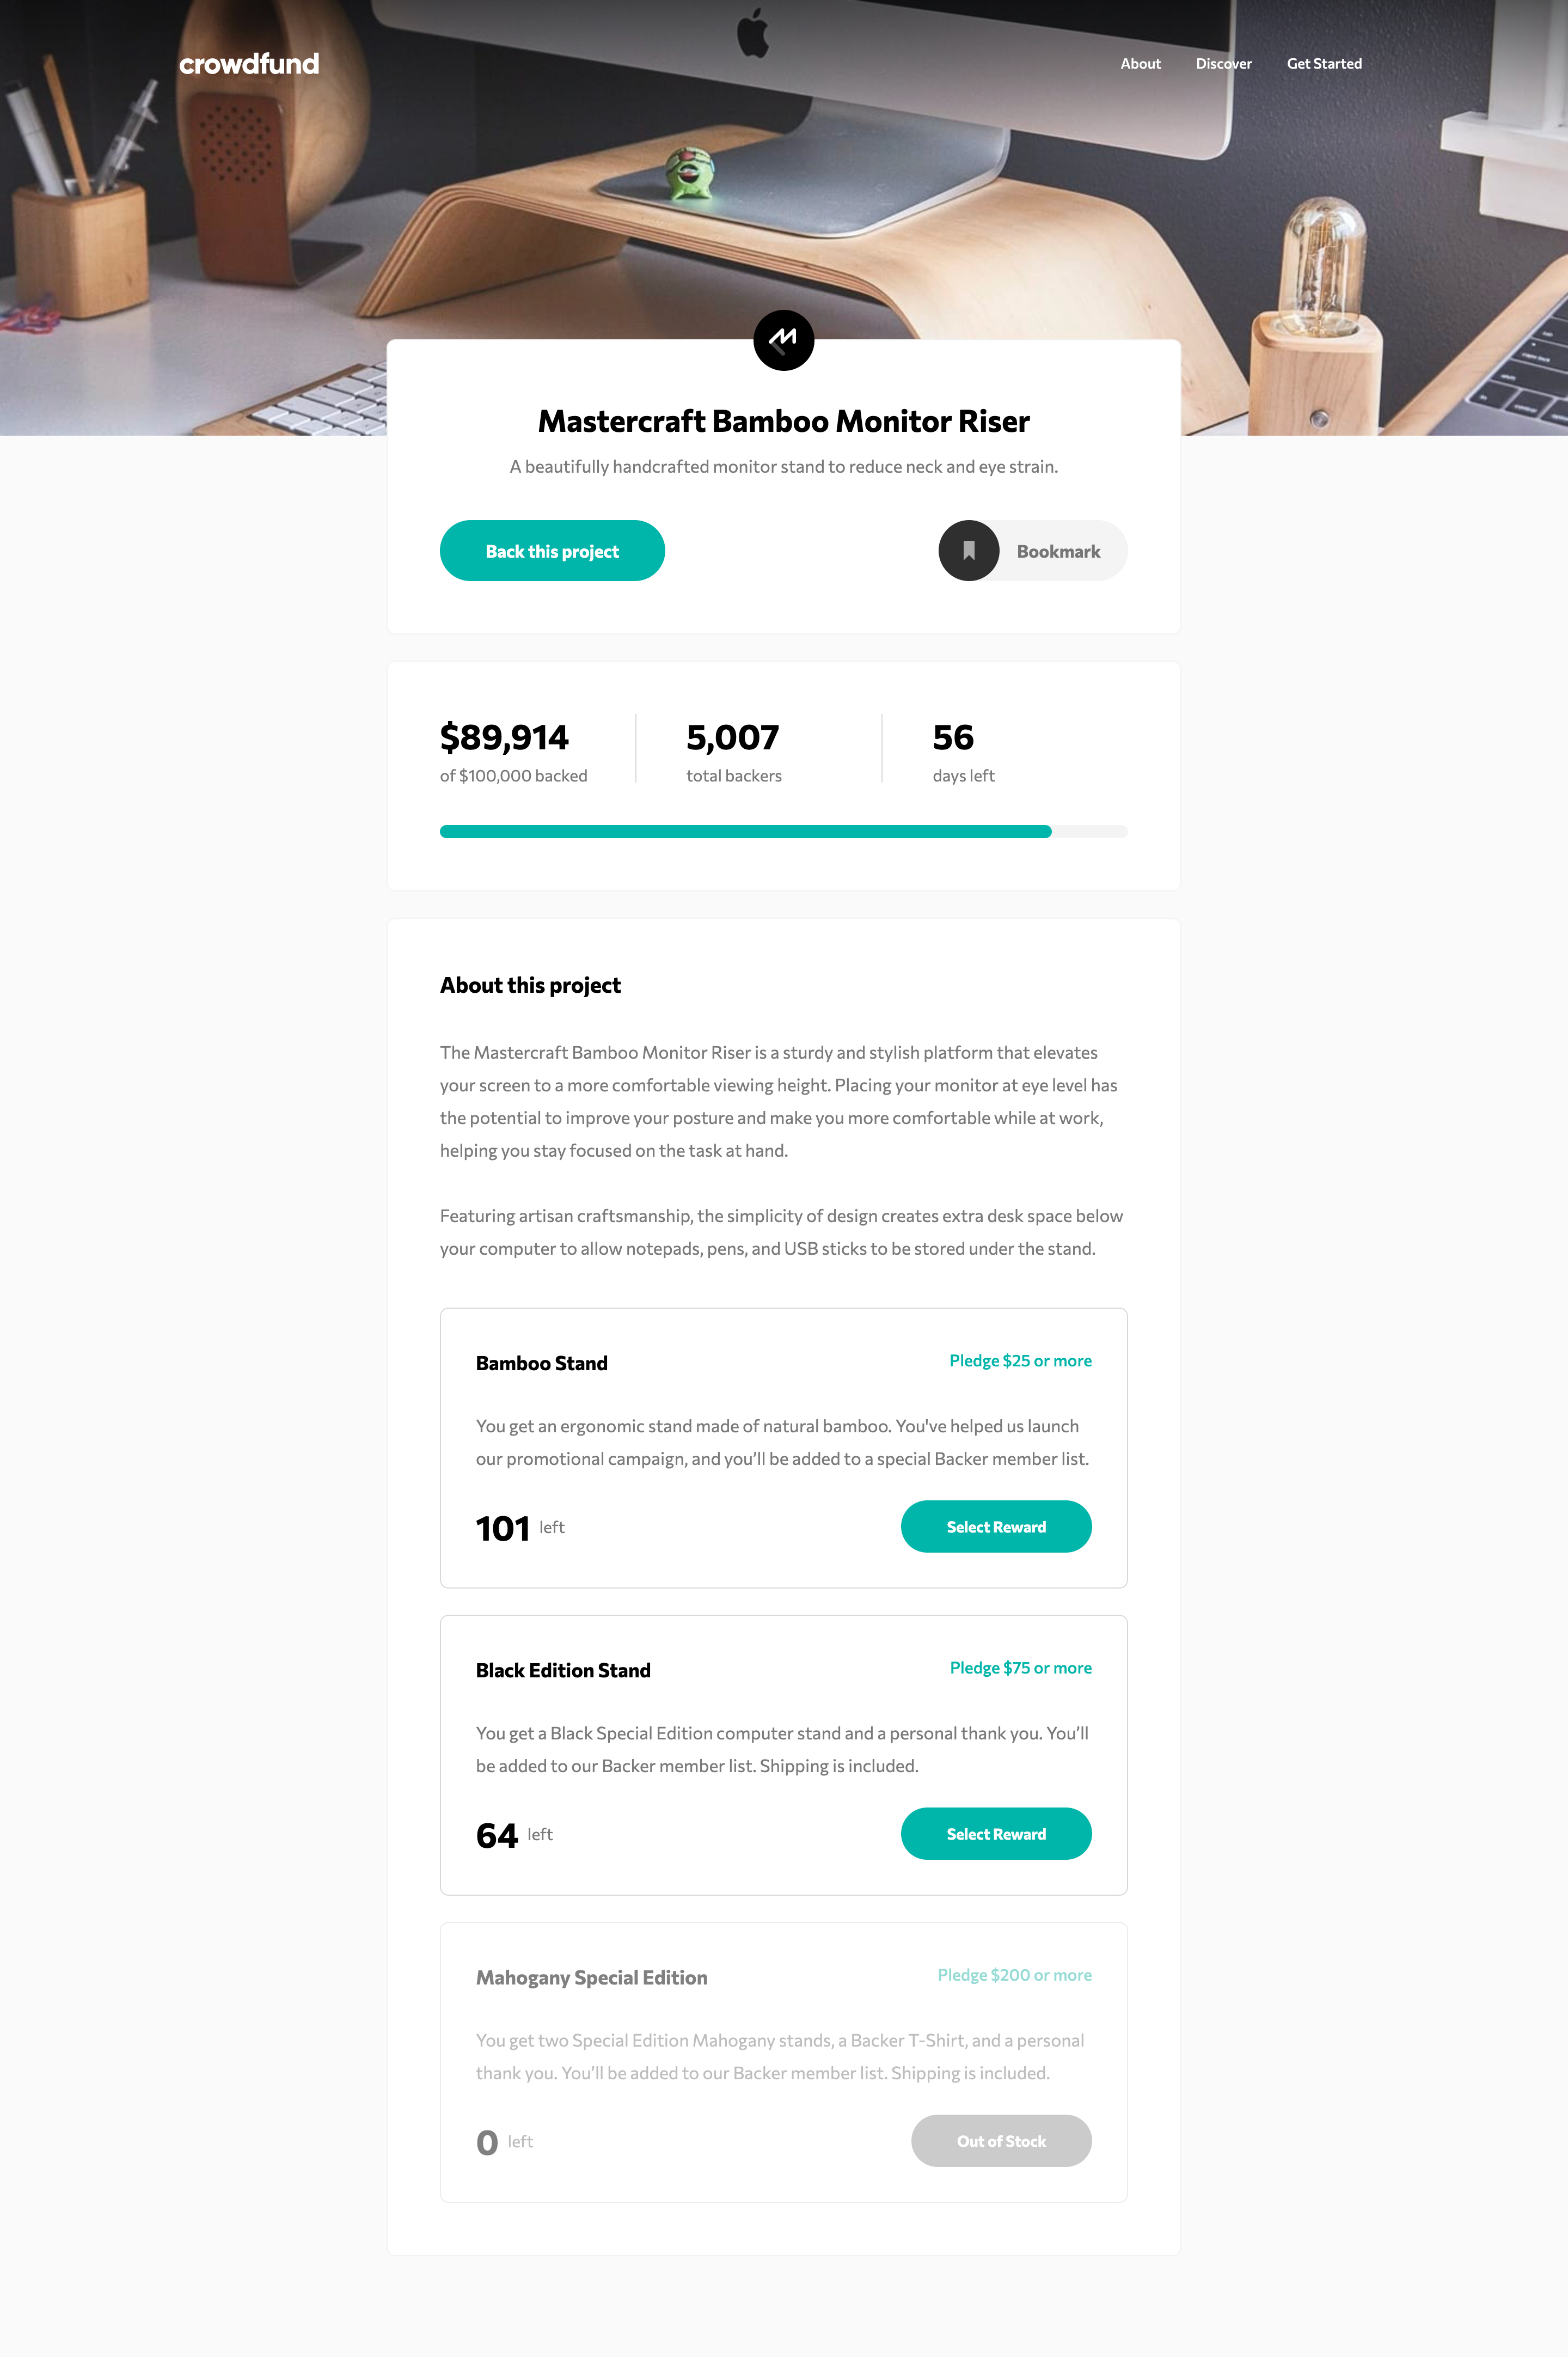 crowdfund
About Discover Get Started
Mastercraft Bamboo Monitor Riser
A beautifully handcrafted monitor stand to reduce neck and eye strain.
Back this project
Bookmark
$89,914
of $100,000 backed
5,007
total backers
56
days left
About this project
The Mastercraft Bamboo Monitor Riser is a sturdy and stylish platform that elevates
your screen to a more comfortable viewing height. Placing your monitor at eye level has
the potential to improve your posture and make you more comfortable while at work,
helping you stay focused on the task at hand.
Featuring artisan craftsmanship, the simplicity of design creates extra desk space below
your computer to allow notepads, pens, and USB sticks to be stored under the stand.
Bamboo Stand
Pledge $25 or more
You get an ergonomic stand made of natural bamboo. You've helped us launch
our promotional campaign, and you’ll be added to a special Backer member list.
101 left
Select Reward
Black Edition Stand
Pledge $75 or more
You get a Black Special Edition computer stand and a personal thank you. You’ll
be added to our Backer member list. Shipping is included.
64 left
Select Reward
Mahogany Special Edition
Pledge $200 or more
You get two Special Edition Mahogany stands, a Backer T-Shirt, and a personal
thank you. You’ll be added to our Backer member list. Shipping is included.
0 left
Out of Stock